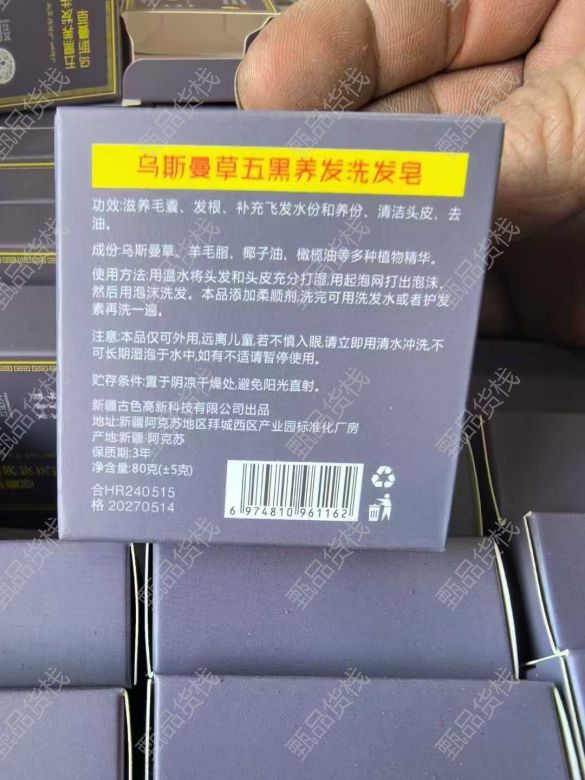 乌斯曼草五黑养发洗发皂
功效:滋养毛囊、发根、补充飞发水份和养份、清洁头皮、去
油。
成份:乌斯曼草、羊毛脂、椰子油、橄榄油等多种植物精华。
使用方法:用温水将头发和头皮充分打湿,用起泡网打出泡沫,
然后用泡沫洗发。本品添加柔顺剂,洗完可用洗发水或者护发
素再洗一遍。
注意:本品仅可外用,远离儿童,若不慎入眼,请立即用清水冲洗,不
可长期湿泡于水中,如有不适请暂停使用。
贮存条件:置于阴凉干燥处,避免阳光直射。
新疆古色高新科技有限公司出品
地址:新疆阿克苏地区拜城西区产业园标准化厂房
产地:新疆·阿克苏
保质期:3年
净含量:80克(±5克)
合HR240515
格 20270514
6 974810 961162
乌斯曼草
五黑养发洗
甄品货栈